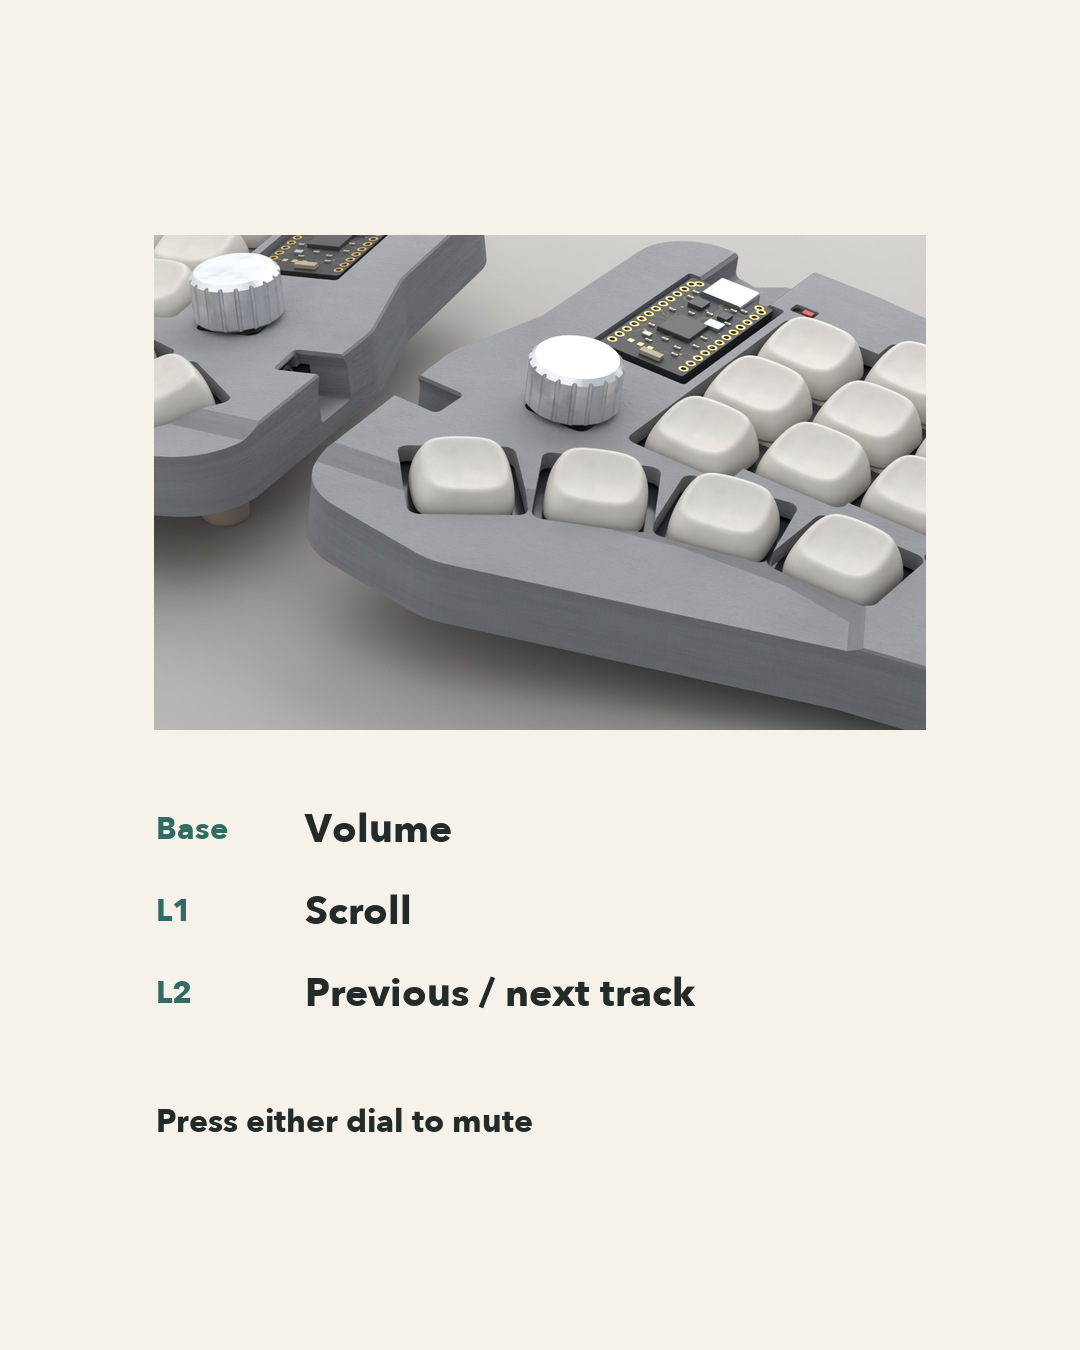 Base Volume
L1 Scroll
L2 Previous / next track
Press either dial to mute